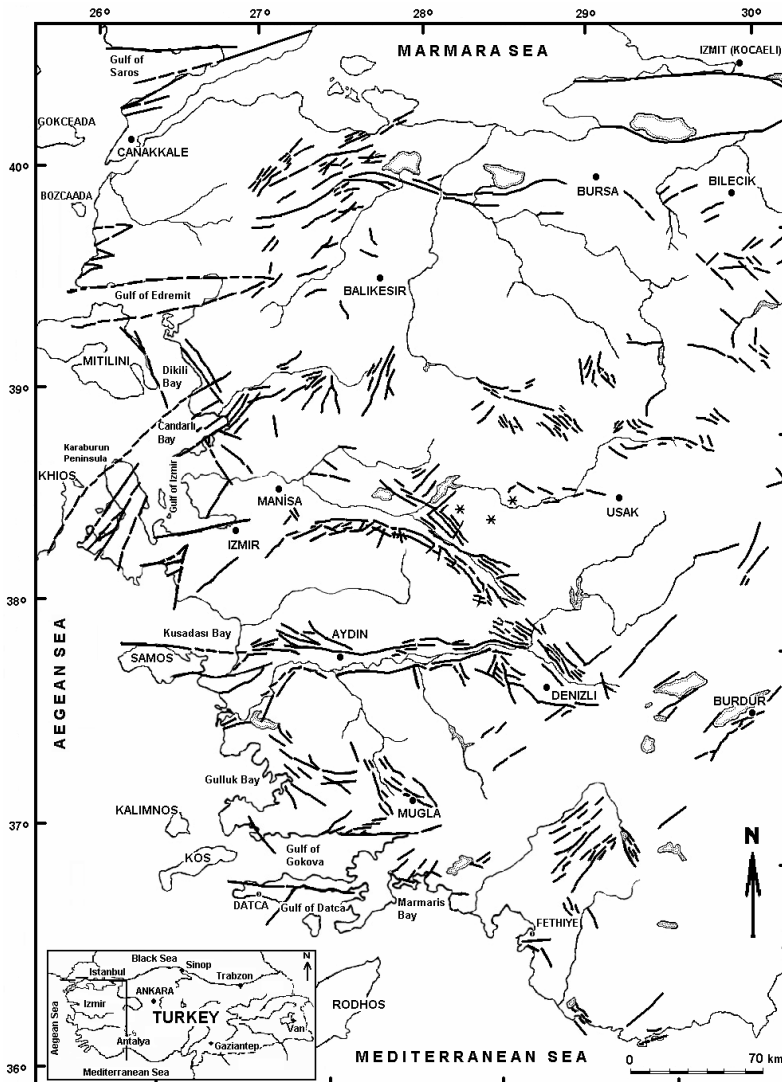 26° 27° 28° 29° 30°
MARMARA SEA
IZMIT (KOCAELI)
Gulf of
Saros
GOKCEADA
CANAKKALE
40°
BURSA
BILECIK
BOZCAADA
BALIKESIR
Gulf of Edremit
MITILINI
Dikili
Bay
39°
Candarlı
Bay
Karaburun
Peninsula
KHIOS
Gulf of Izmir
MANİSA
USAK
IZMIR
38°
Kusadası Bay
AYDIN
SAMOS
AEGEAN SEA
DENIZLI
BURDUR
Gulluk Bay
MUGLA
KALIMNOS
37°
N
Gulf of
Gokova
KOS
DATCA
Gulf of Datca
Marmaris
Bay
FETHIYE
Black Sea
Sinop
N
Istanbul
Trabzon
ANKARA
Izmir
TURKEY
Van
Aegean Sea
Antalya
Gaziantep
Mediterranean Sea
RODHOS
MEDITERRANEAN SEA
36°
0 70 km